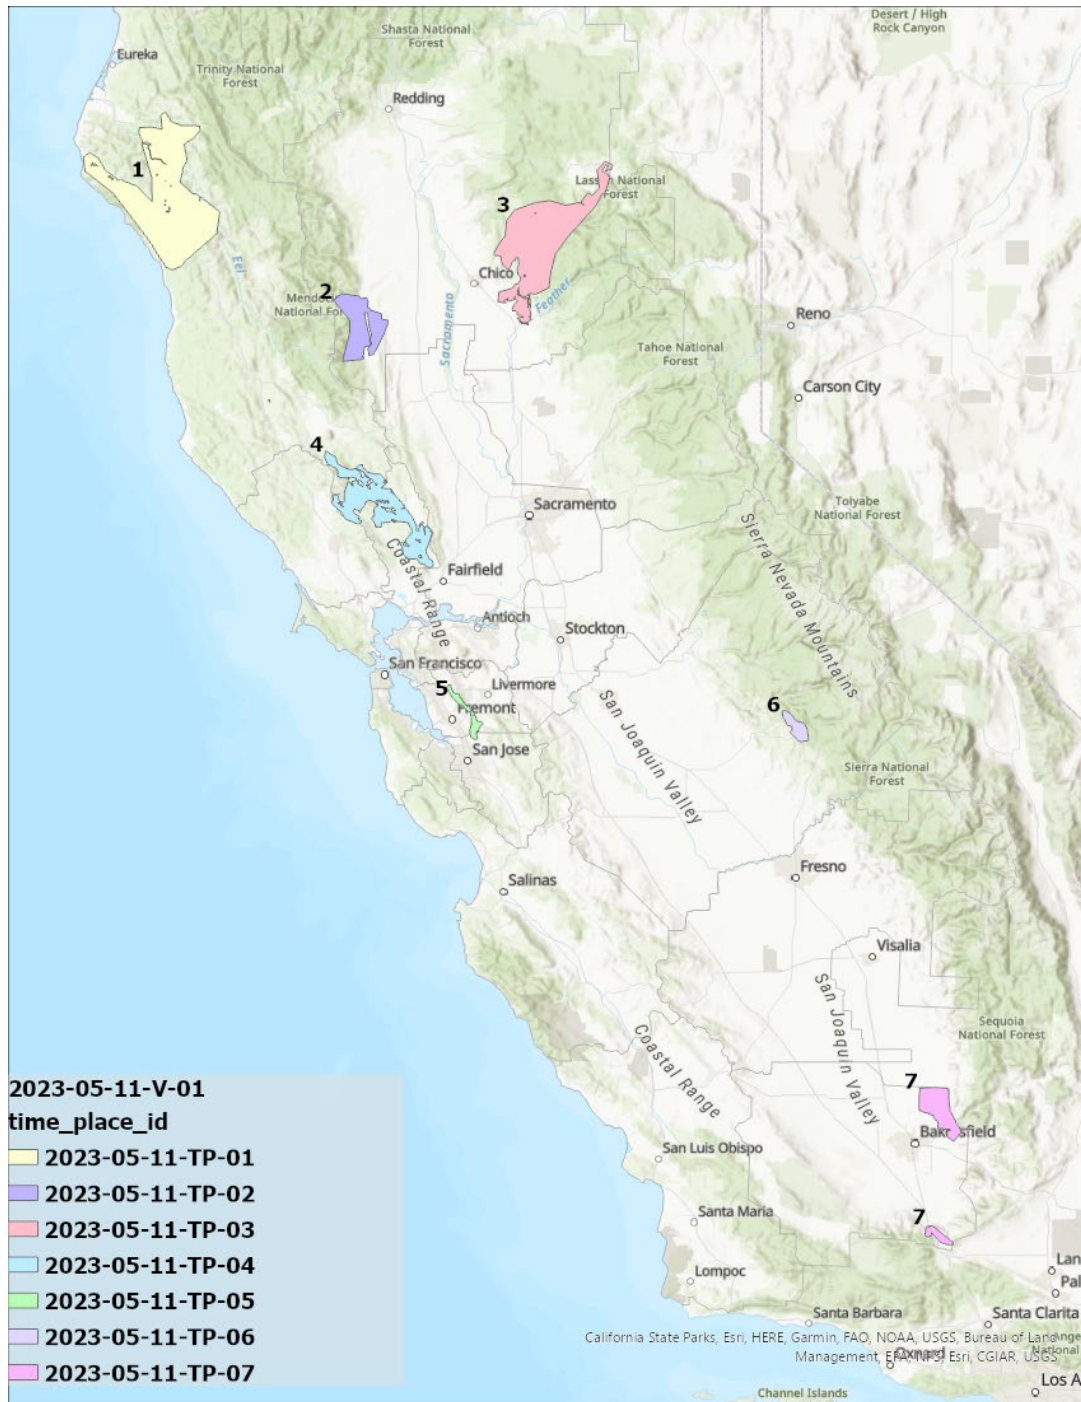 Desert / High
Rock Canyon
Shasta National
Forest
Eureka
Trinity National
Forest
Redding
1
Lassen National
Forest
3
Eel
Chico
Feather
2
Mendocino
National Forest
Sacramento
Reno
Tahoe National
Forest
Carson City
4
Tolyabe
National Forest
Sacramento
Sierra Nevada Mountains
Coastal Range
Fairfield
Antioch
Stockton
San Francisco
5
Livermore
Fremont
San Jose
San Joaquin Valley
6
Sierra National
Forest
Fresno
Salinas
Visalia
San Joaquin Valley
Sequoia
National Forest
Coastal Range
7
Bakersfield
San Luis Obispo
7
Santa Maria
Lompoc
Lan
Pal
Santa Barbara
Santa Clarita
California State Parks, Esri, HERE, Garmin, FAO, NOAA, USGS, Bureau of Land
Management, EPA, NPS, Esri, CGIAR, USGS
Ange
National
Oxnard
Los A
Channel Islands
2023-05-11-V-01
time_place_id
2023-05-11-TP-01
2023-05-11-TP-02
2023-05-11-TP-03
2023-05-11-TP-04
2023-05-11-TP-05
2023-05-11-TP-06
2023-05-11-TP-07